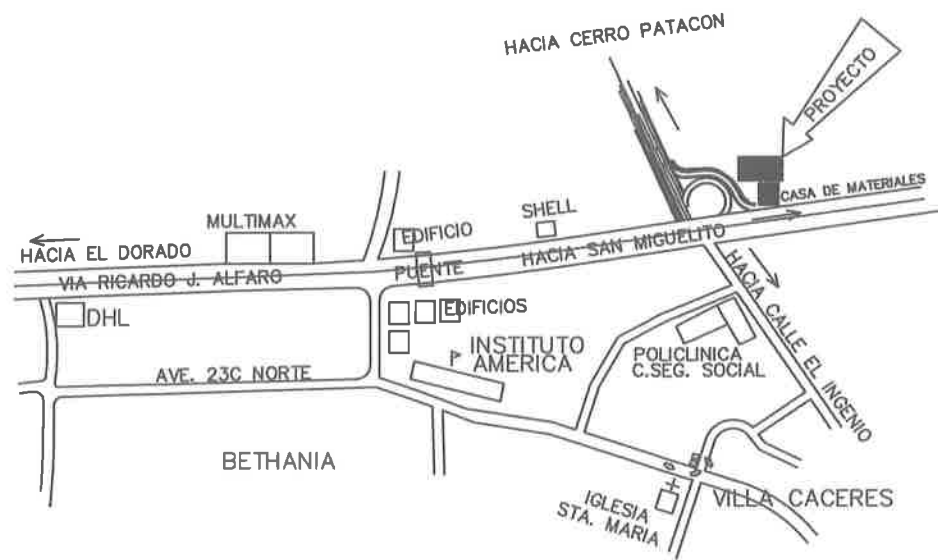 HACIA CERRO PATACON
PROYECTO
CASA DE MATERIALES
SHELL
MULTIMAX
EDIFICIO
HACIA EL DORADO
HACIA SAN MIGUELITO
PUENTE
VIA RICARDO J. ALFARO
HACIA CALLE EL INGENIO
EDIFICIOS
DHL
INSTITUTO
AMERICA
POLICLINICA
C.SEG. SOCIAL
AVE. 23C NORTE
BETHANIA
VILLA CACERES
IGLESIA
STA. MARIA